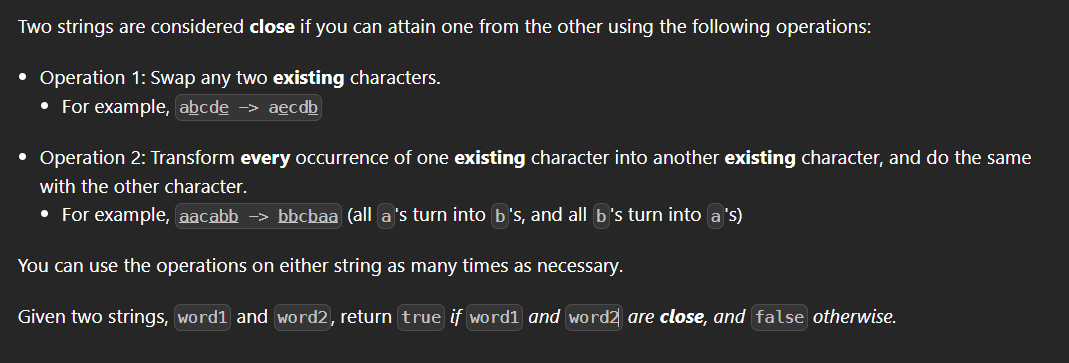 Two strings are considered close if you can attain one from the other using the following operations:
• Operation 1: Swap any two existing characters.
• For example, abcde -> aecdb
• Operation 2: Transform every occurrence of one existing character into another existing character, and do the same
with the other character.
• For example, aacabb -> bbcbaa (all a's turn into b's, and all b's turn into a's)
You can use the operations on either string as many times as necessary.
Given two strings, word1 and word2, return true if word1 and word2 are close, and false otherwise.